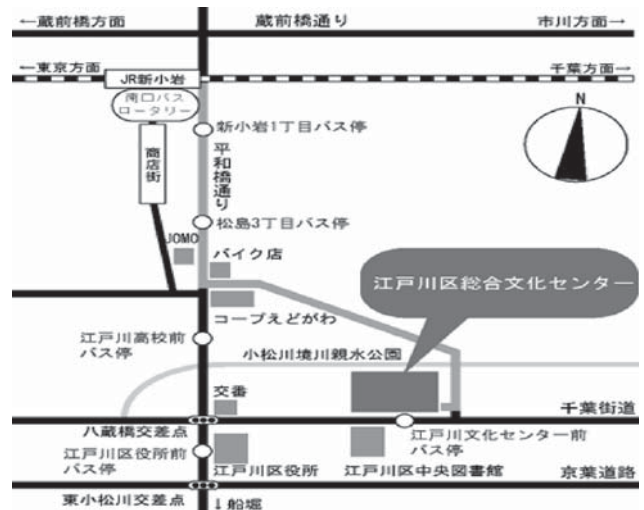 ←蔵前橋方面
蔵前橋通り
市川方面→
←東京方面
JR新小岩
千葉方面→
南口バス
ロータリー
N
新小岩1丁目バス停
商店街
平和橋通り
松島3丁目バス停
JOMO
バイク店
江戸川区総合文化センター
コープえどがわ
江戸川高校前
バス停
小松川境川親水公園
交番
千葉街道
八蔵橋交差点
江戸川文化センター前
バス停
江戸川区役所前
バス停
江戸川区役所
江戸川区中央図書館
京葉道路
東小松川交差点
↓船堀